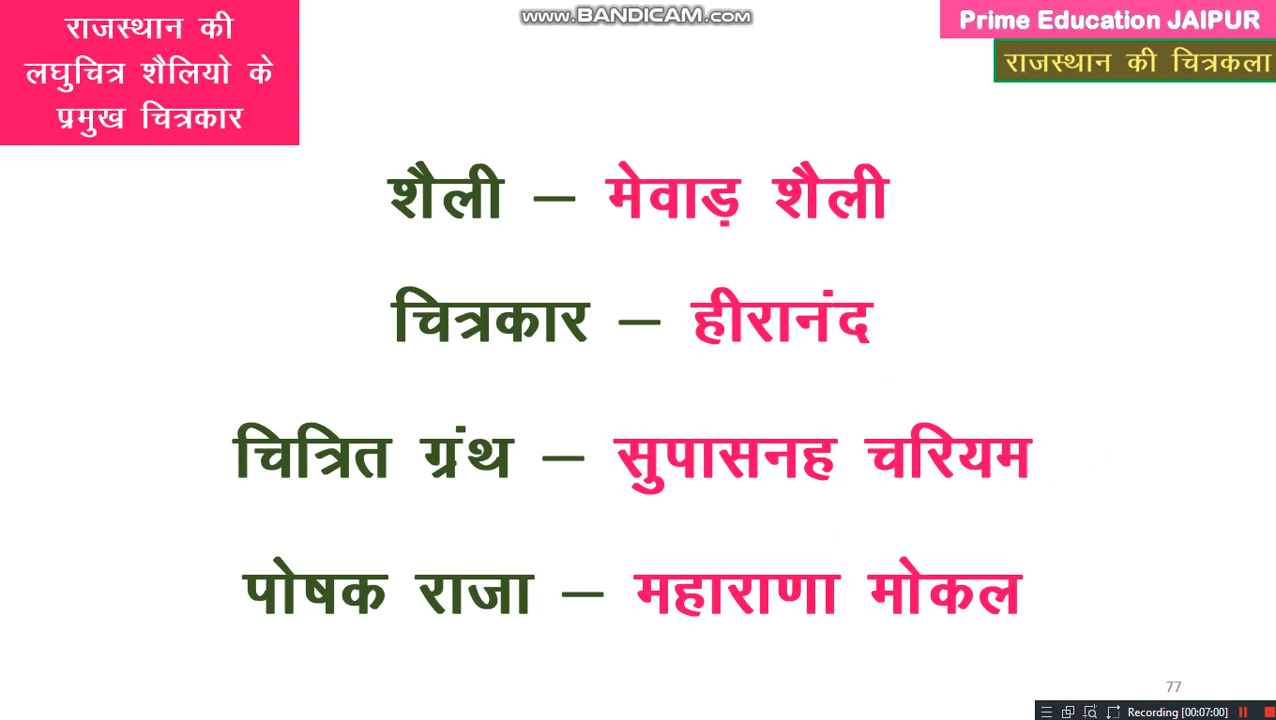 राजस्थान की
लघुचित्र शैलियो के
प्रमुख चित्रकार
www.BANDICAM.com
Prime Education JAIPUR
राजस्थान की चित्रकला
शैली – मेवाड़ शैली
चित्रकार – हीरानंद
चित्रित ग्रंथ – सुपासनह चरियम
पोषक राजा – महाराणा मोकल
77
Recording [00:07:00]